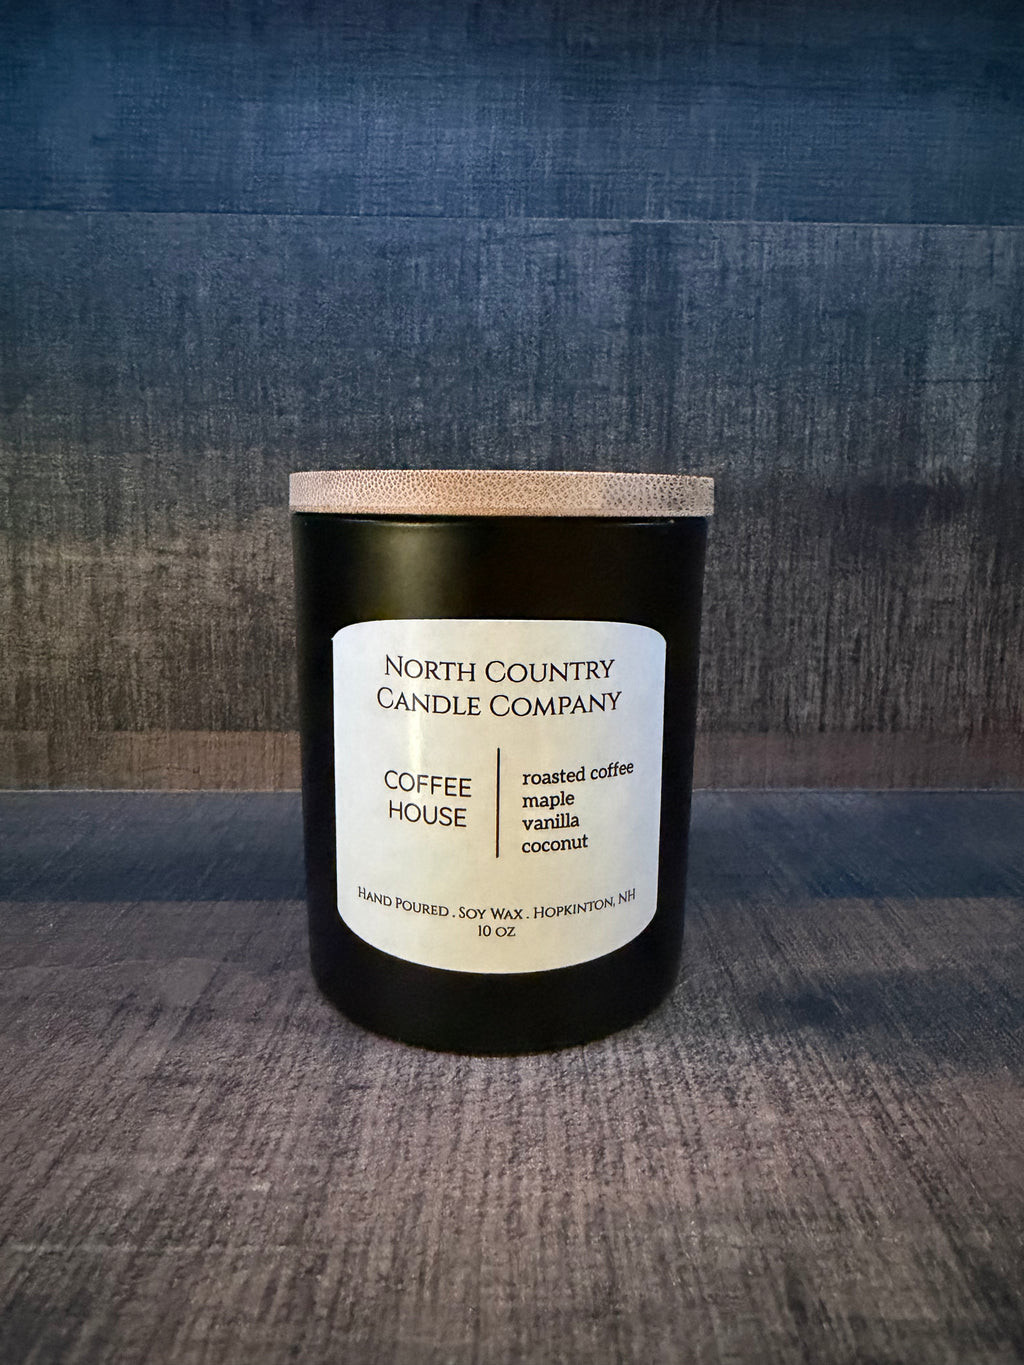 NORTH COUNTRY
CANDLE COMPANY
COFFEE
HOUSE
roasted coffee
maple
vanilla
coconut
HAND POURED . SOY WAX . HOPKINTON, NH
10 OZ